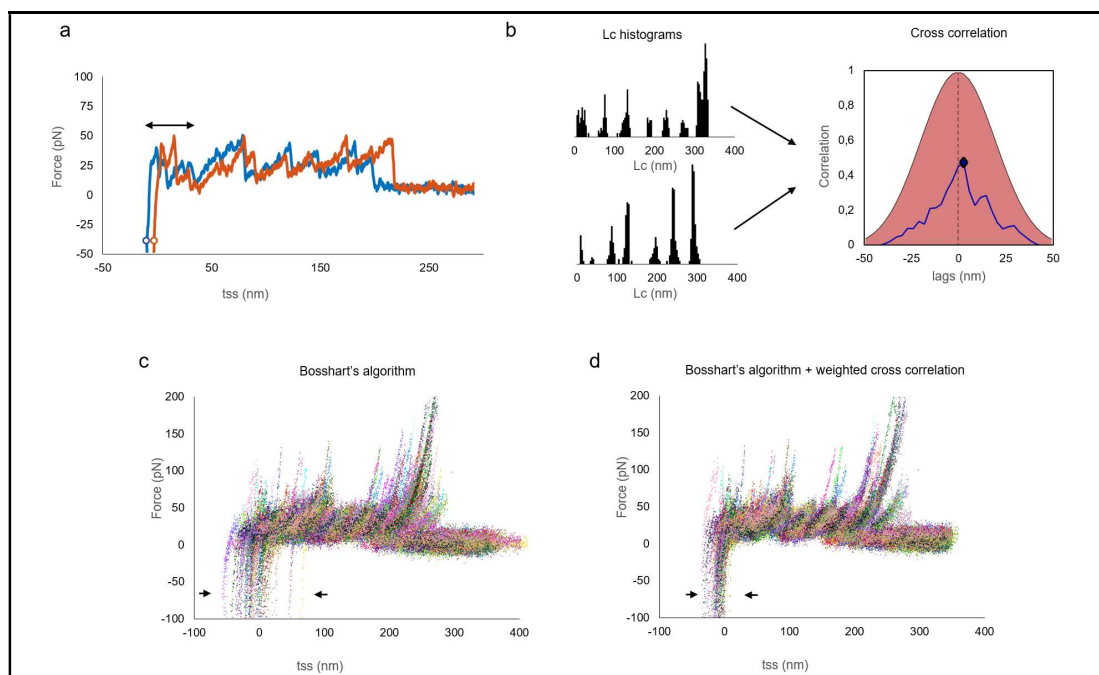 a
100
75
50
25
0
-25
-50
Force (pN)
-50 50 150 250
tss (nm)
b
Lc histograms
0 100 200 300 400
Lc (nm)
0 100 200 300 400
Lc (nm)
Cross correlation
1
0,8
0,6
0,4
0,2
0
Correlation
-50 -25 0 25 50
lags (nm)
c
Bosshart's algorithm
200
150
100
50
0
-50
-100
Force (pN)
-100 0 100 200 300 400
tss (nm)
d
Bosshart's algorithm + weighted cross correlation
200
150
100
50
0
-50
-100
Force (pN)
-100 0 100 200 300 400
tss (nm)